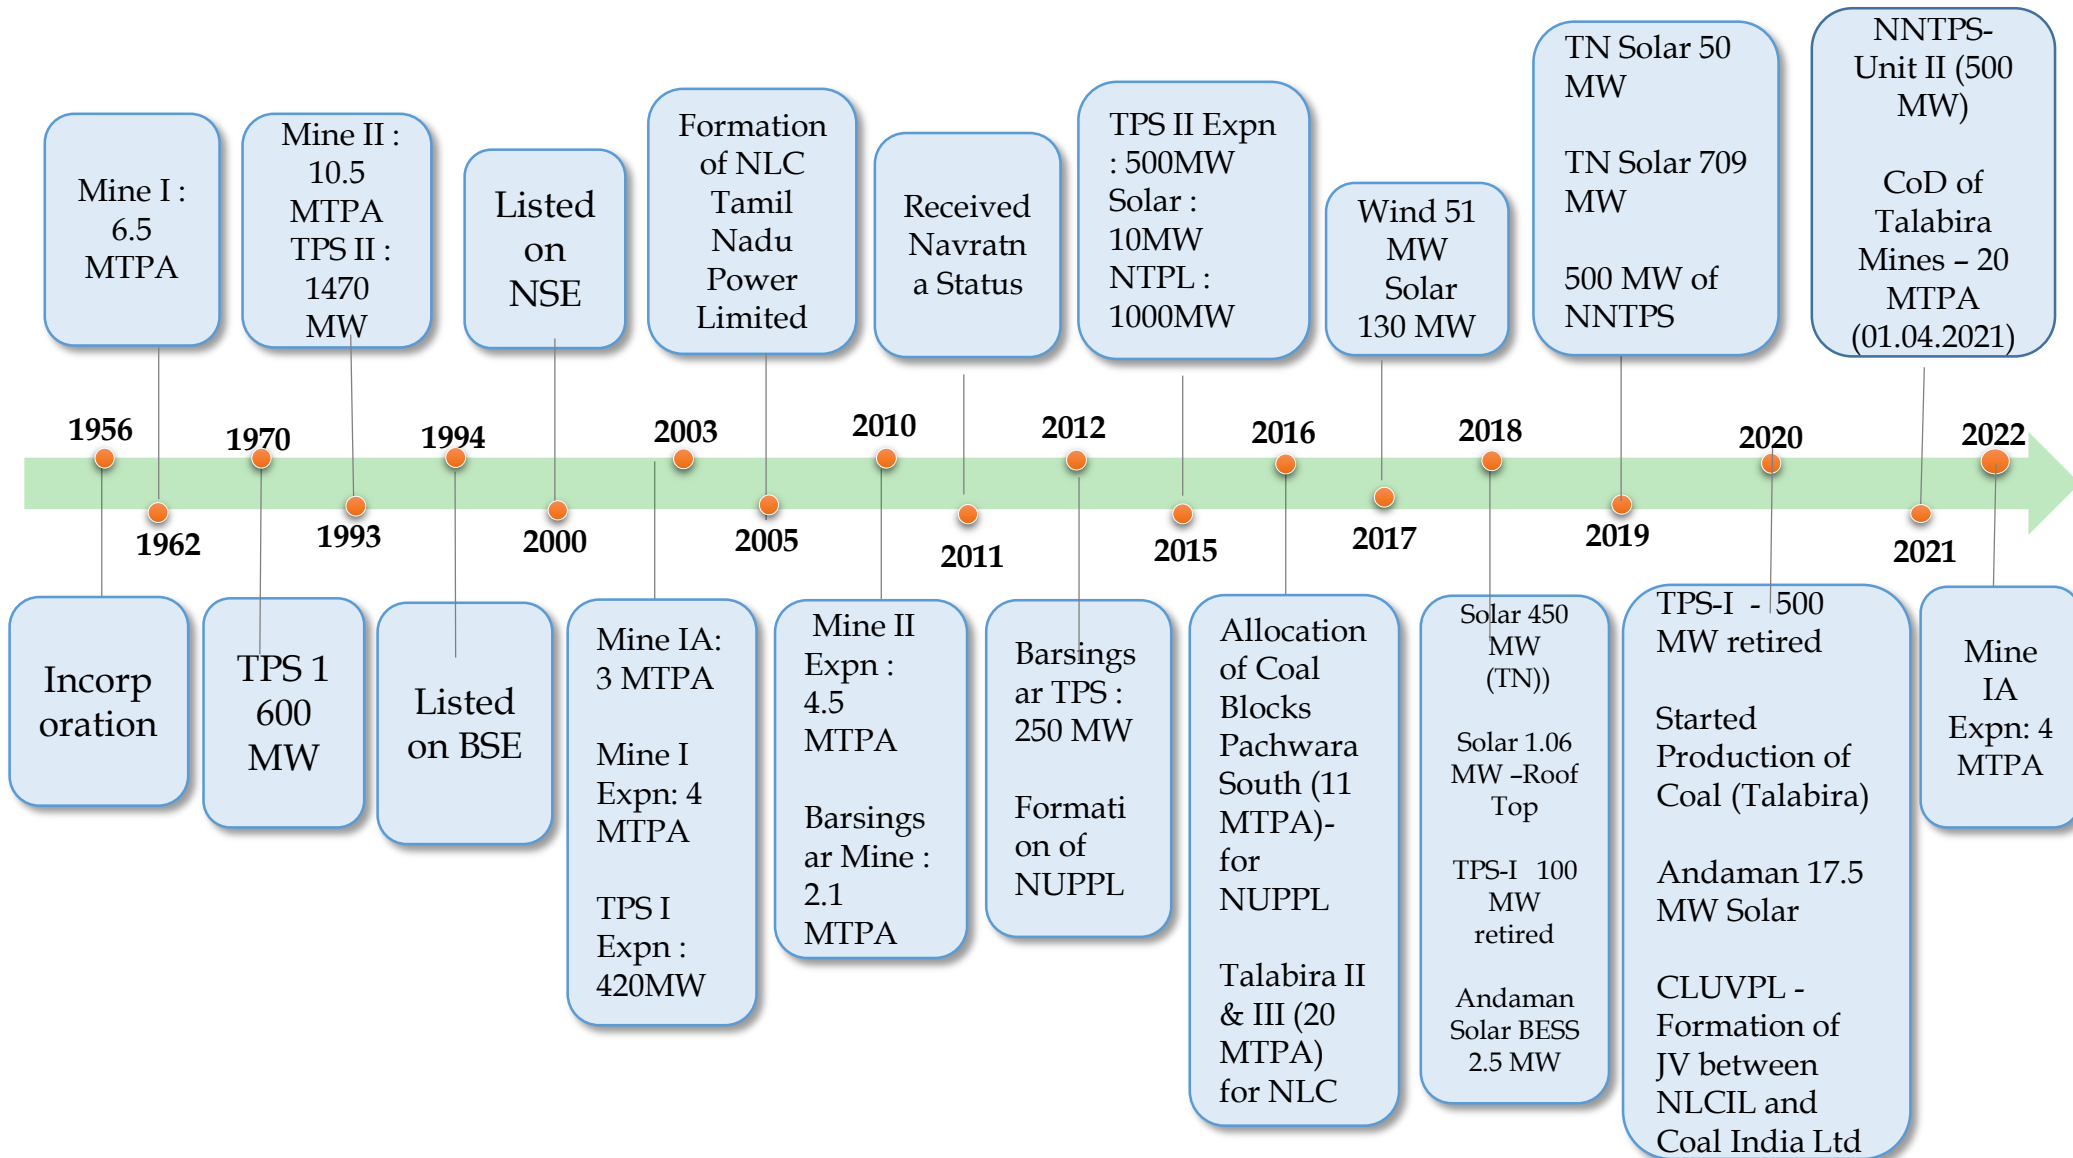 Mine I :
6.5
MTPA
Mine II :
10.5
MTPA
TPS II :
1470
MW
Listed
on
NSE
Formation
of NLC
Tamil
Nadu
Power
Limited
Received
Navratn
a Status
TPS II Expn
: 500MW
Solar :
10MW
NTPL :
1000MW
Wind 51
MW
Solar
130 MW
TN Solar 50
MW
TN Solar 709
MW
500 MW of
NNTPS
NNTPS-
Unit II (500
MW)
CoD of
Talabira
Mines – 20
MTPA
(01.04.2021)
1956
1970
1994
2003
2010
2012
2016
2018
2020
2022
1962
1993
2000
2005
2011
2015
2017
2019
2021
Incorp
oration
TPS 1
600
MW
Listed
on BSE
Mine IA:
3 MTPA
Mine I
Expn: 4
MTPA
TPS I
Expn :
420MW
Mine II
Expn :
4.5
MTPA
Barsings
ar Mine :
2.1
MTPA
Barsings
ar TPS :
250 MW
Formati
on of
NUPPL
Allocation
of Coal
Blocks
Pachwara
South (11
MTPA)-
for
NUPPL
Talabira II
& III (20
MTPA)
for NLC
Solar 450
MW
(TN))
Solar 1.06
MW –Roof
Top
TPS-I 100
MW
retired
Andaman
Solar BESS
2.5 MW
TPS-I - 500
MW retired
Started
Production of
Coal (Talabira)
Andaman 17.5
MW Solar
CLUVPL -
Formation of
JV between
NLCIL and
Coal India Ltd
Mine
IA
Expn: 4
MTPA